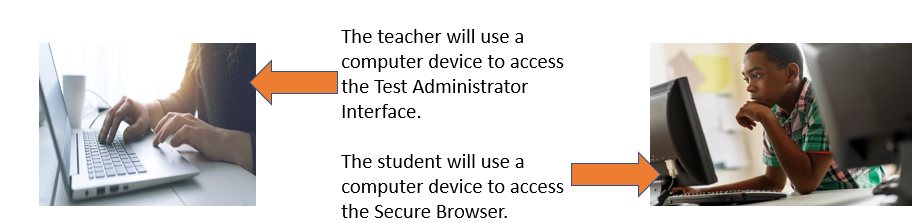 The teacher will use a
computer device to access
the Test Administrator
Interface.
The student will use a
computer device to access
the Secure Browser.